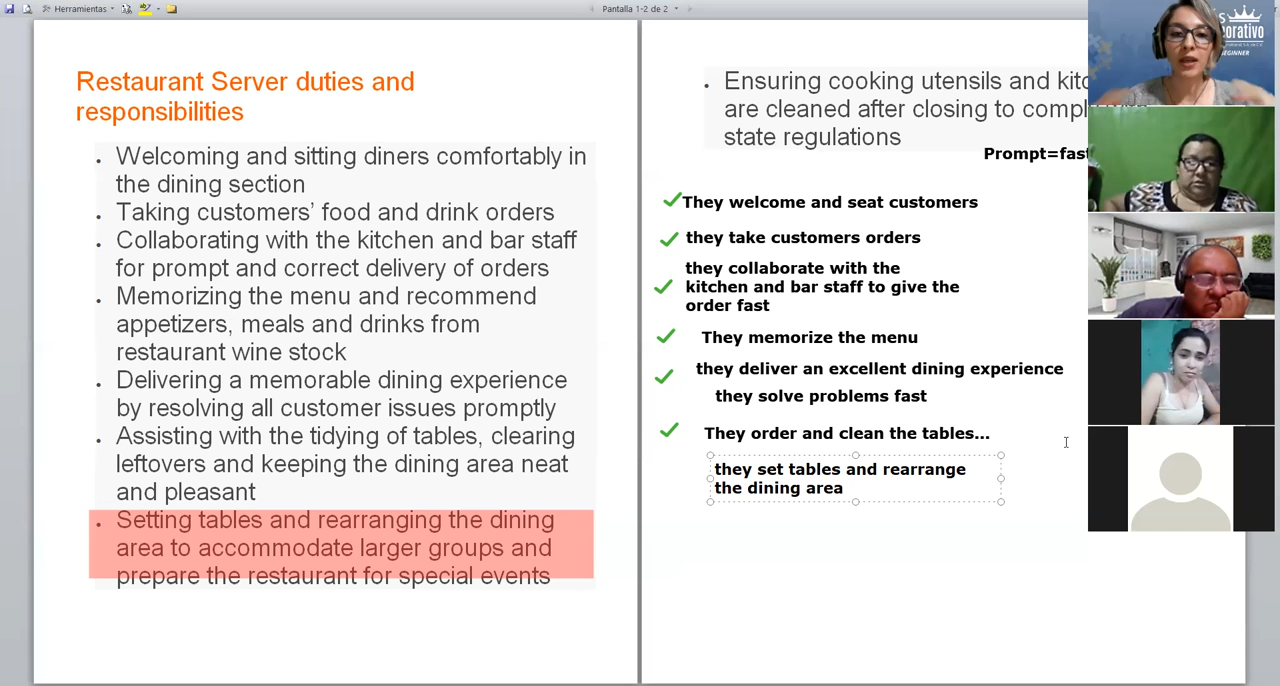 Herramientas
Pantalla 1-2 de 2
Restaurant Server duties and
responsibilities
Welcoming and sitting diners comfortably in
the dining section
Taking customers’ food and drink orders
Collaborating with the kitchen and bar staff
for prompt and correct delivery of orders
Memorizing the menu and recommend
appetizers, meals and drinks from
restaurant wine stock
Delivering a memorable dining experience
by resolving all customer issues promptly
Assisting with the tidying of tables, clearing
leftovers and keeping the dining area neat
and pleasant
Setting tables and rearranging the dining
area to accommodate larger groups and
prepare the restaurant for special events
Ensuring cooking utensils and
are cleaned after closing to
state regulations
Prompt=fast
They welcome and seat customers
they take customers orders
they collaborate with the
kitchen and bar staff to give the
order fast
They memorize the menu
they deliver an excellent dining experience
they solve problems fast
They order and clean the tables...
they set tables and rearrange
the dining area
BEGINNER